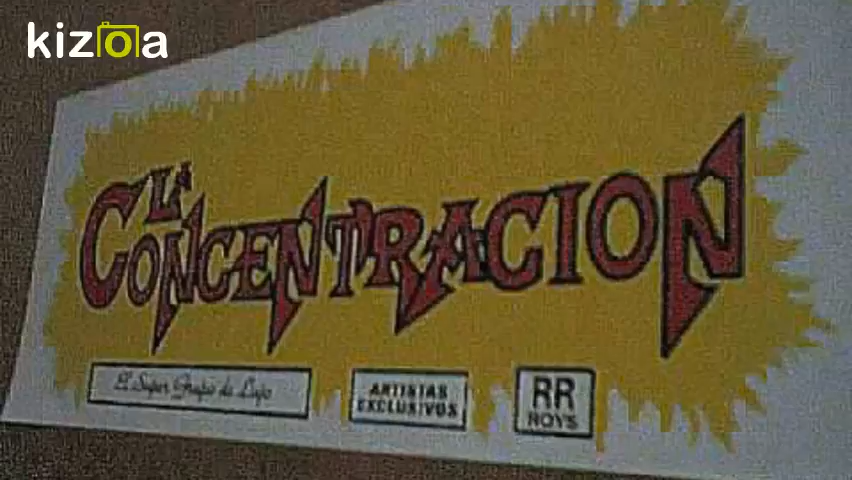 kizoa
LA
CONCENTRACION
El Super Grupo de Lujo
ARTISTAS
EXCLUSIVOS
RR
ROYS